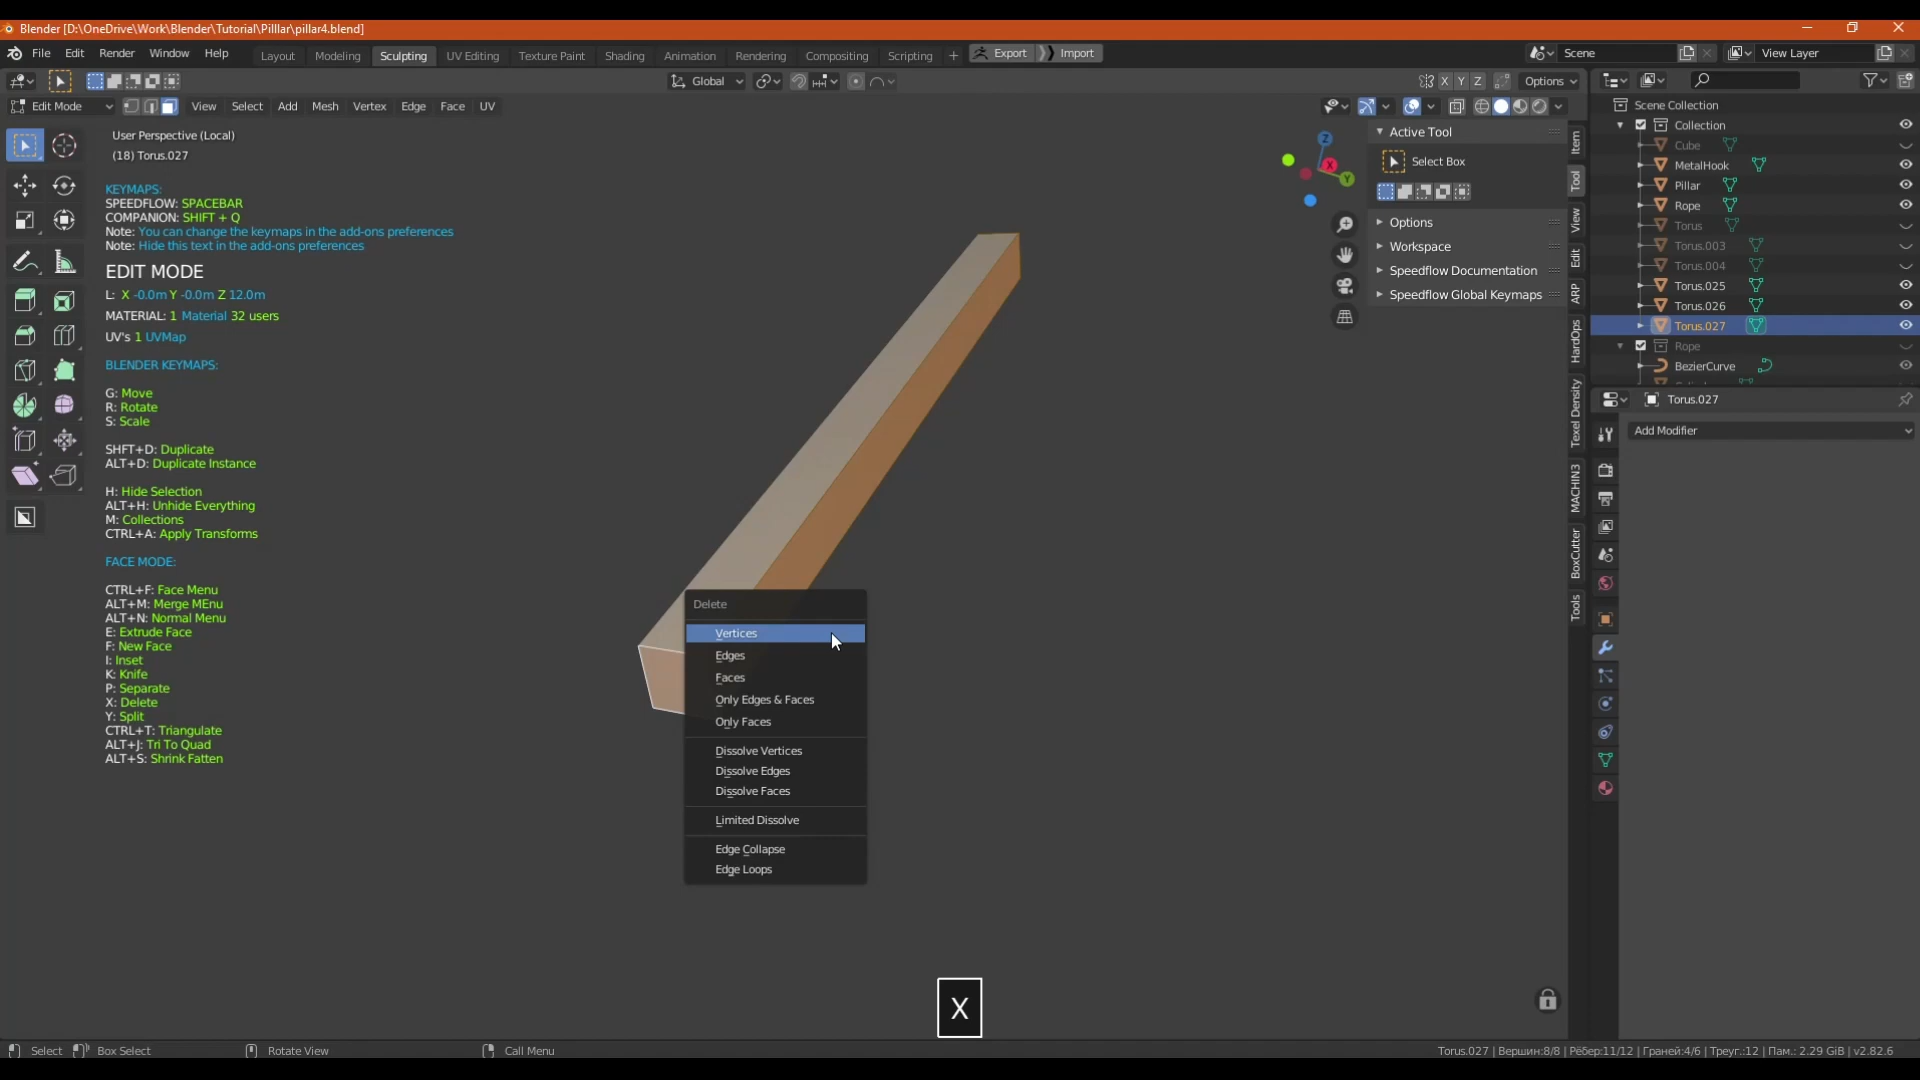 Blender [D:\OneDrive\Work\Blender\Tutorial\Pilllar\pillar4.blend]
File Edit Render Window Help Layout Modeling Sculpting UV Editing Texture Paint Shading Animation Rendering Compositing Scripting + Export Import Scene View Layer
Global X Y Z Options
Edit Mode View Select Add Mesh Vertex Edge Face UV
User Perspective (Local)
(18) Torus.027
KEYMAPS:
SPEEDFLOW: SPACEBAR
COMPANION: SHIFT + Q
Note: You can change the keymaps in the add-ons preferences
Note: Hide this text in the add-ons preferences
EDIT MODE
L: X -0.0m Y -0.0m Z 12.0m
MATERIAL: 1 Material 32 users
UV's 1 UVMap
BLENDER KEYMAPS:
G: Move
R: Rotate
S: Scale
SHFT+D: Duplicate
ALT+D: Duplicate Instance
H: Hide Selection
ALT+H: Unhide Everything
M: Collections
CTRL+A: Apply Transforms
FACE MODE:
CTRL+F: Face Menu
ALT+M: Merge MEnu
ALT+N: Normal Menu
E: Extrude Face
F: New Face
I: Inset
K: Knife
P: Separate
X: Delete
Y: Split
CTRL+T: Triangulate
ALT+J: Tri To Quad
ALT+S: Shrink Fatten
Delete
Vertices
Edges
Faces
Only Edges & Faces
Only Faces
Dissolve Vertices
Dissolve Edges
Dissolve Faces
Limited Dissolve
Edge Collapse
Edge Loops
X
Z
X
Y
Active Tool
Select Box
Options
Workspace
Speedflow Documentation
Speedflow Global Keymaps
Item
Tool
View
Edit
ARP
HardOps
Texel Density
MACHIN3
BoxCutter
Tools
Scene Collection
Collection
Cube
MetalHook
Pillar
Rope
Torus
Torus.003
Torus.004
Torus.025
Torus.026
Torus.027
Rope
BezierCurve
Torus.027
Add Modifier
Select Box Select Rotate View Call Menu
Torus.027 | Вершин:8/8 | Рёбер:11/12 | Граней:4/6 | Треуг.:12 | Пам.: 2.29 GiB | v2.82.6